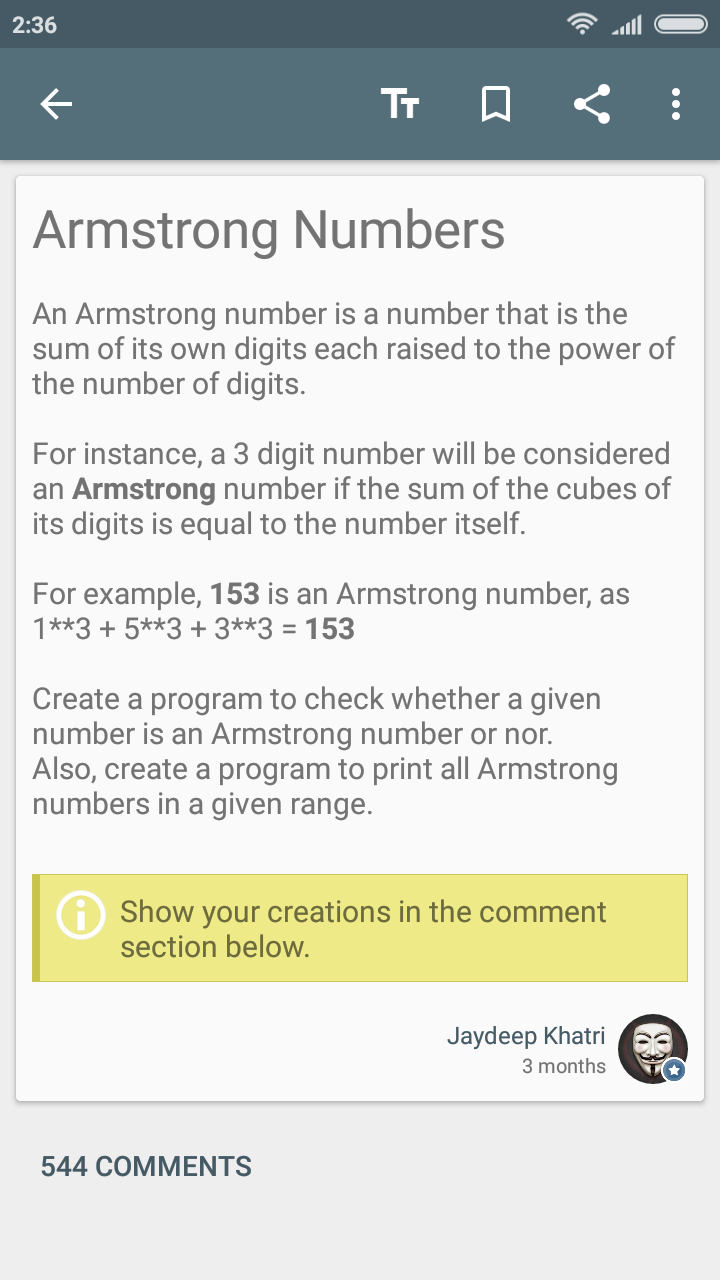 2:36
Tт
Armstrong Numbers
An Armstrong number is a number that is the
sum of its own digits each raised to the power of
the number of digits.
For instance, a 3 digit number will be considered
an Armstrong number if the sum of the cubes of
its digits is equal to the number itself.
For example, 153 is an Armstrong number, as
1**3 + 5**3 + 3**3 = 153
Create a program to check whether a given
number is an Armstrong number or nor.
Also, create a program to print all Armstrong
numbers in a given range.
Show your creations in the comment
section below.
Jaydeep Khatri
3 months
544 COMMENTS